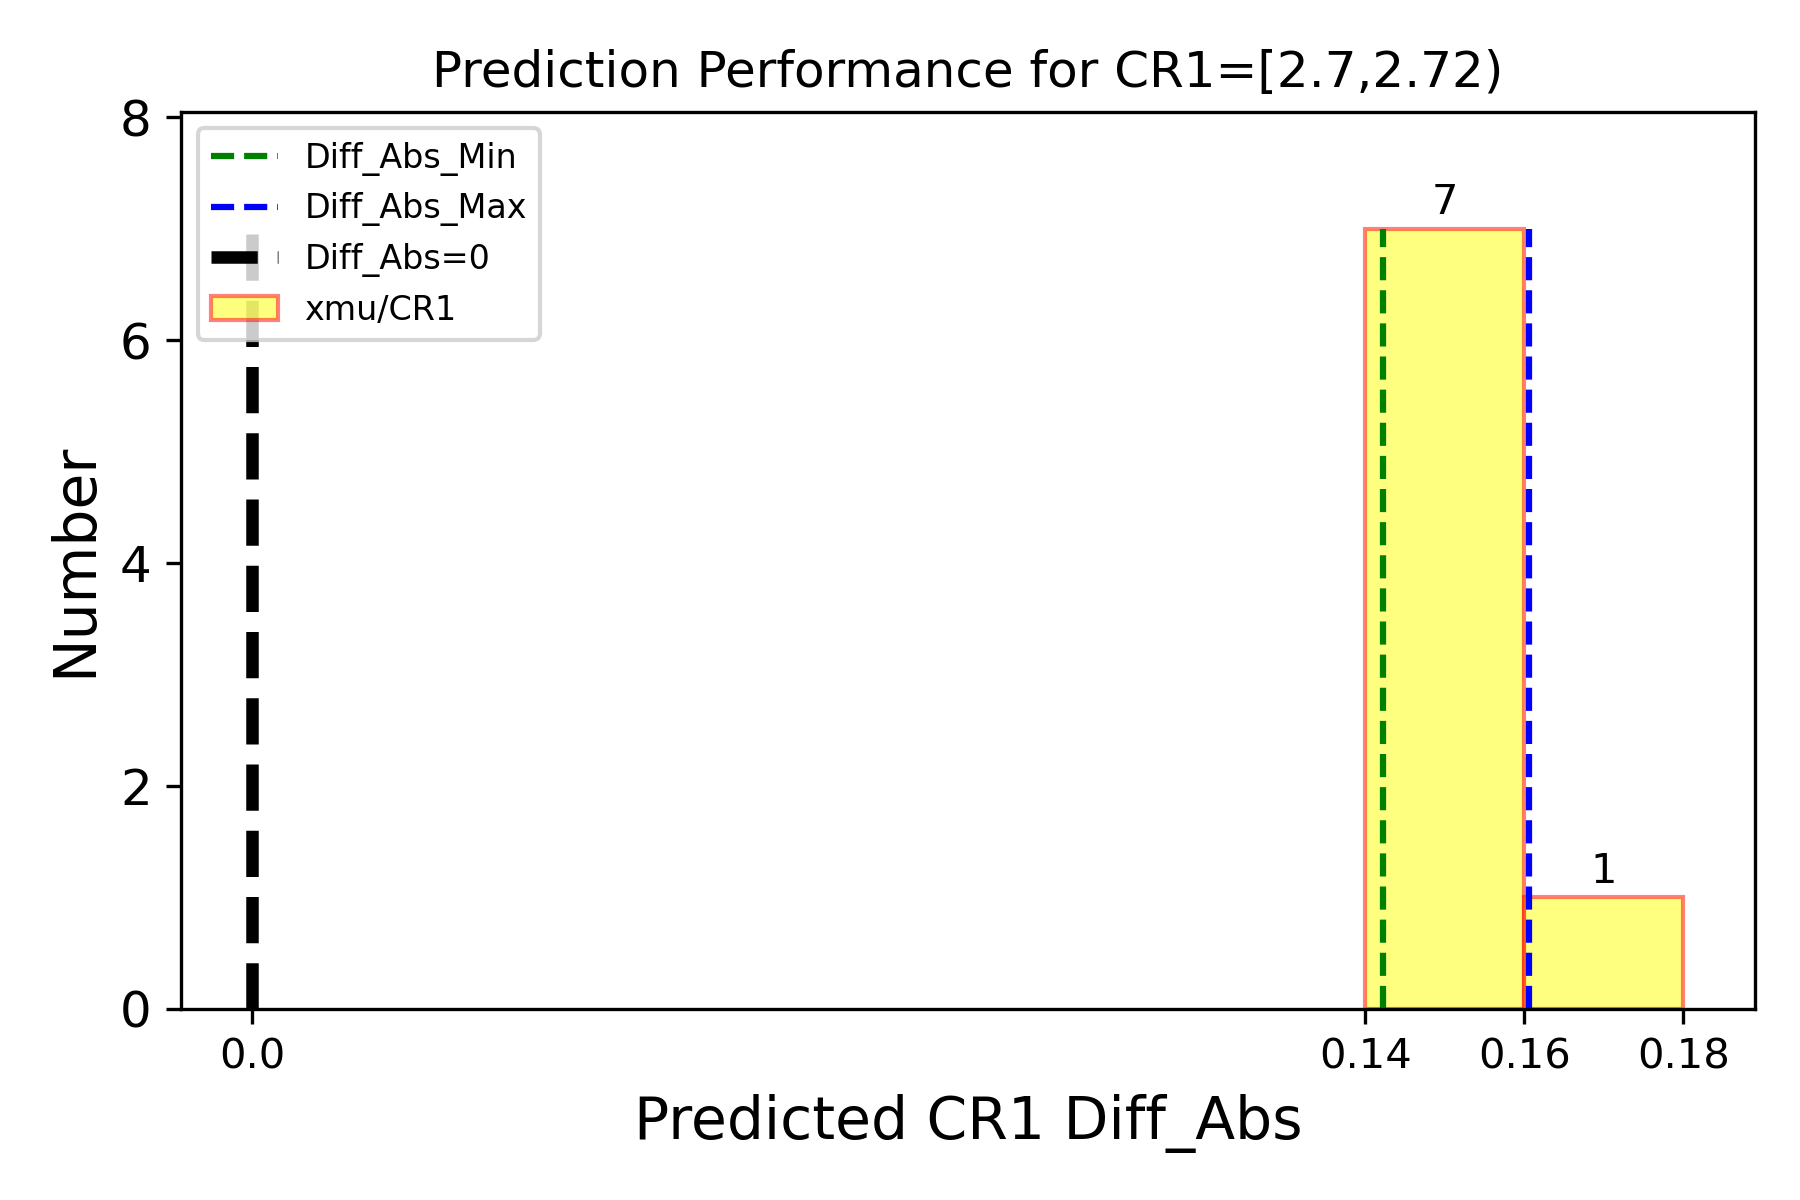 Prediction Performance for CR1=[2.7,2.72)
8
6
4
2
0
Number
Diff_Abs_Min
Diff_Abs_Max
Diff_Abs=0
xmu/CR1
7
1
0.0 0.14 0.16 0.18
Predicted CR1 Diff_Abs